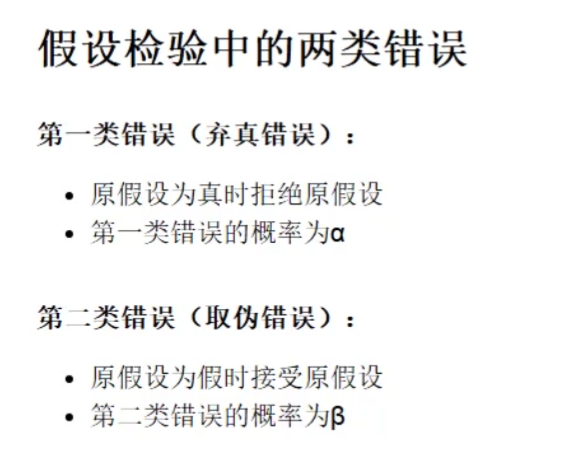 假设检验中的两类错误
第一类错误（弃真错误）：
• 原假设为真时拒绝原假设
• 第一类错误的概率为α
第二类错误（取伪错误）：
• 原假设为假时接受原假设
• 第二类错误的概率为β